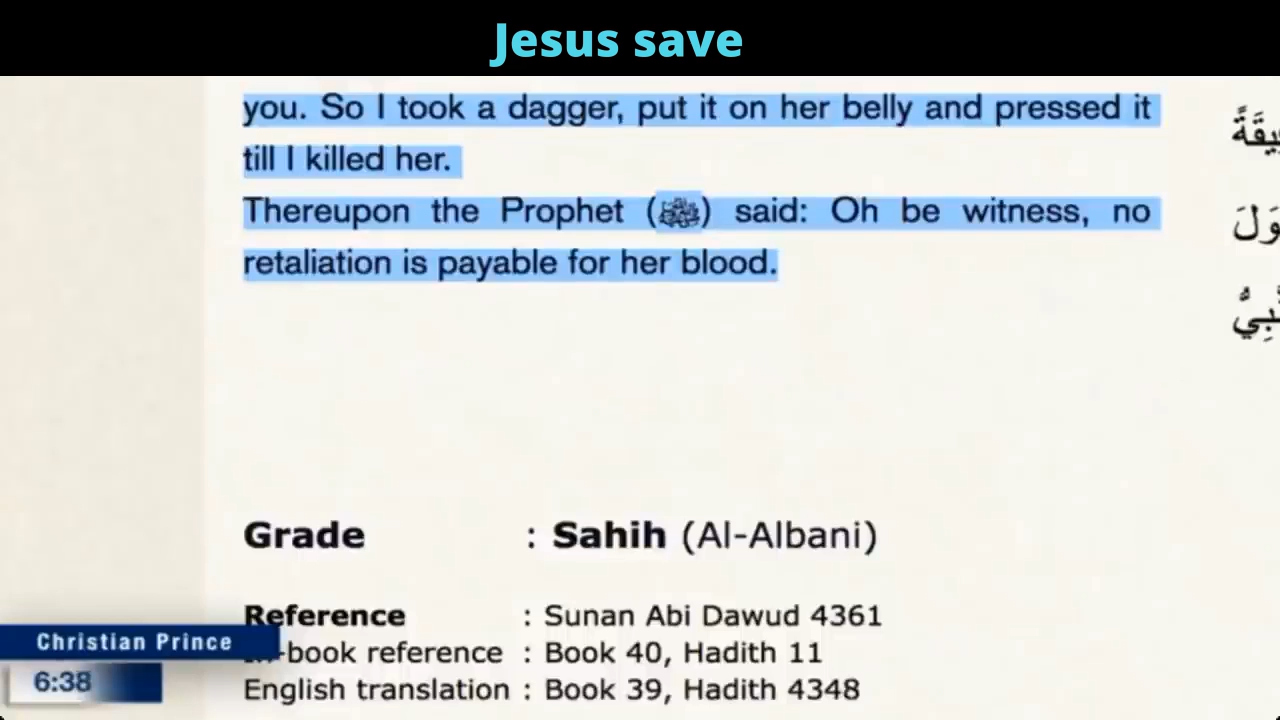 Jesus save
you. So I took a dagger, put it on her belly and pressed it
till I killed her.
Thereupon the Prophet (ﷺ) said: Oh be witness, no
retaliation is payable for her blood.
Grade : Sahih (Al-Albani)
Reference : Sunan Abi Dawud 4361
In-book reference : Book 40, Hadith 11
English translation : Book 39, Hadith 4348
Christian Prince
6:38